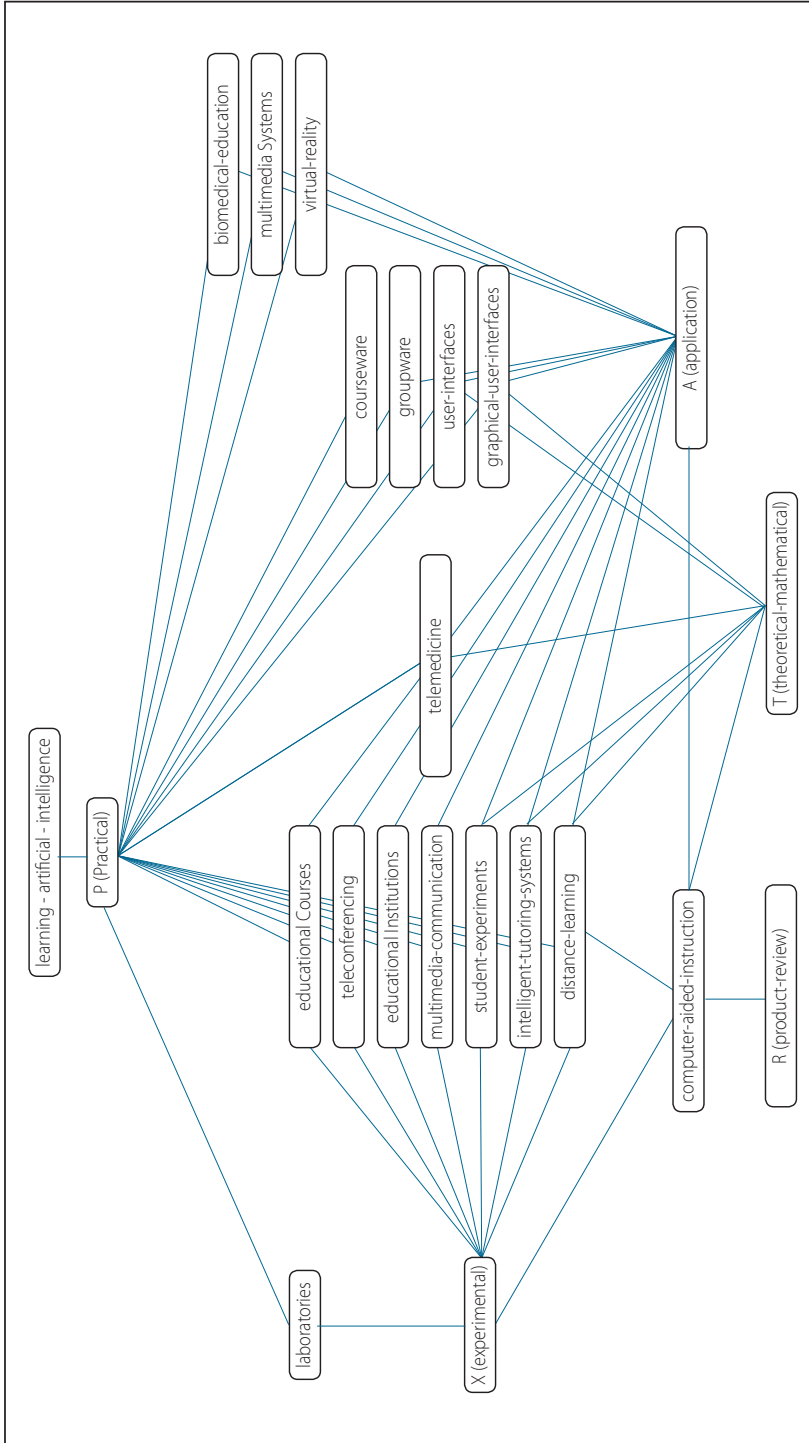 learning - artificial - intelligence
P (Practical)
biomedical-education
multimedia Systems
virtual-reality
laboratories
educational Courses
teleconferencing
educational Institutions
multimedia-communication
student-experiments
intelligent-tutoring-systems
distance-learning
telemedicine
courseware
groupware
user-interfaces
graphical-user-interfaces
X (experimental)
computer-aided-instruction
A (application)
R (product-review)
T (theoretical-mathematical)